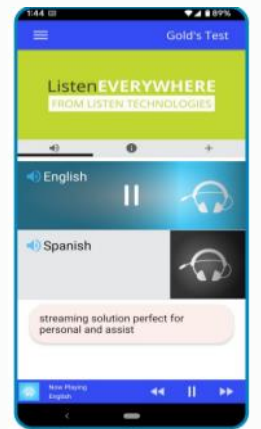 1:44
89%
Gold's Test
ListenEVERYWHERE
FROM LISTEN TECHNOLOGIES
English
Spanish
streaming solution perfect for
personal and assist
Now Playing
English